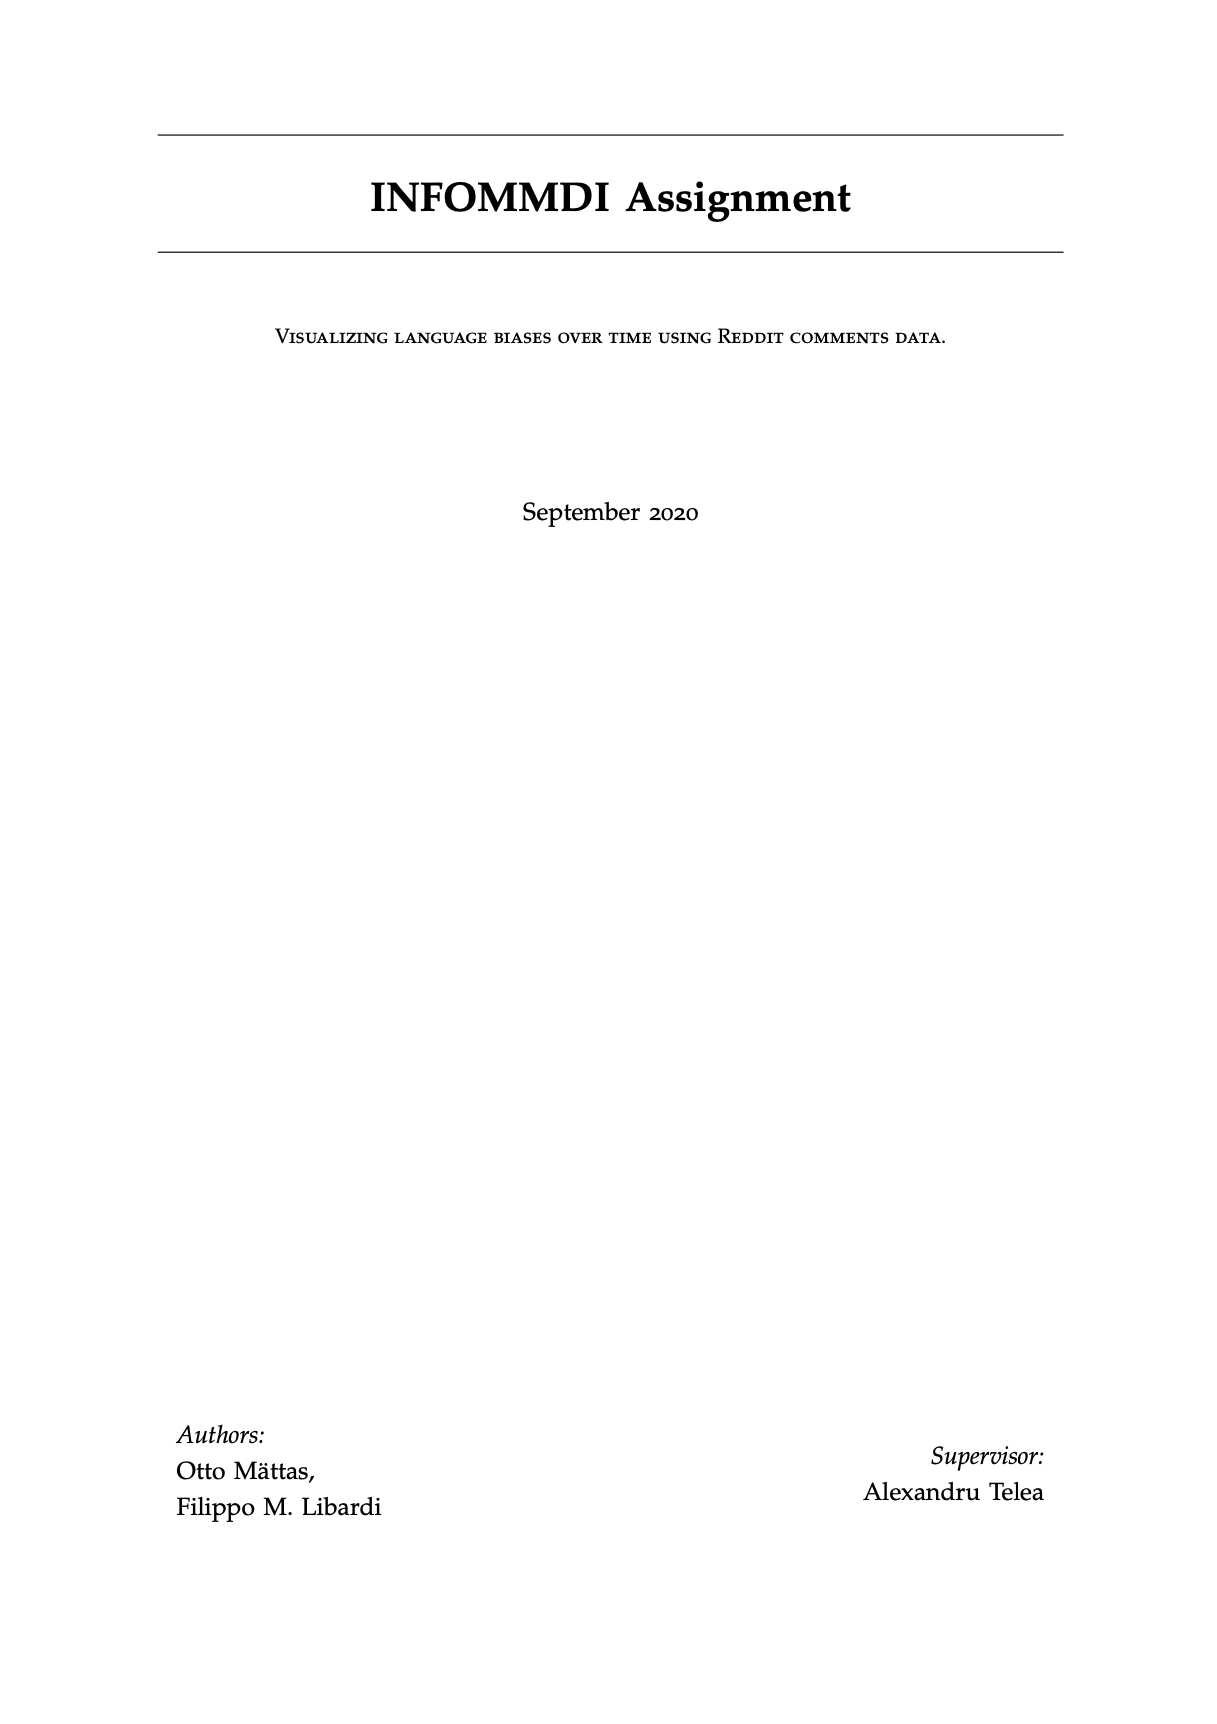 INFOMMDI Assignment
Visualizing language biases over time using Reddit comments data.
September 2020
Authors:
Otto Mättas,
Filippo M. Libardi
Supervisor:
Alexandru Telea